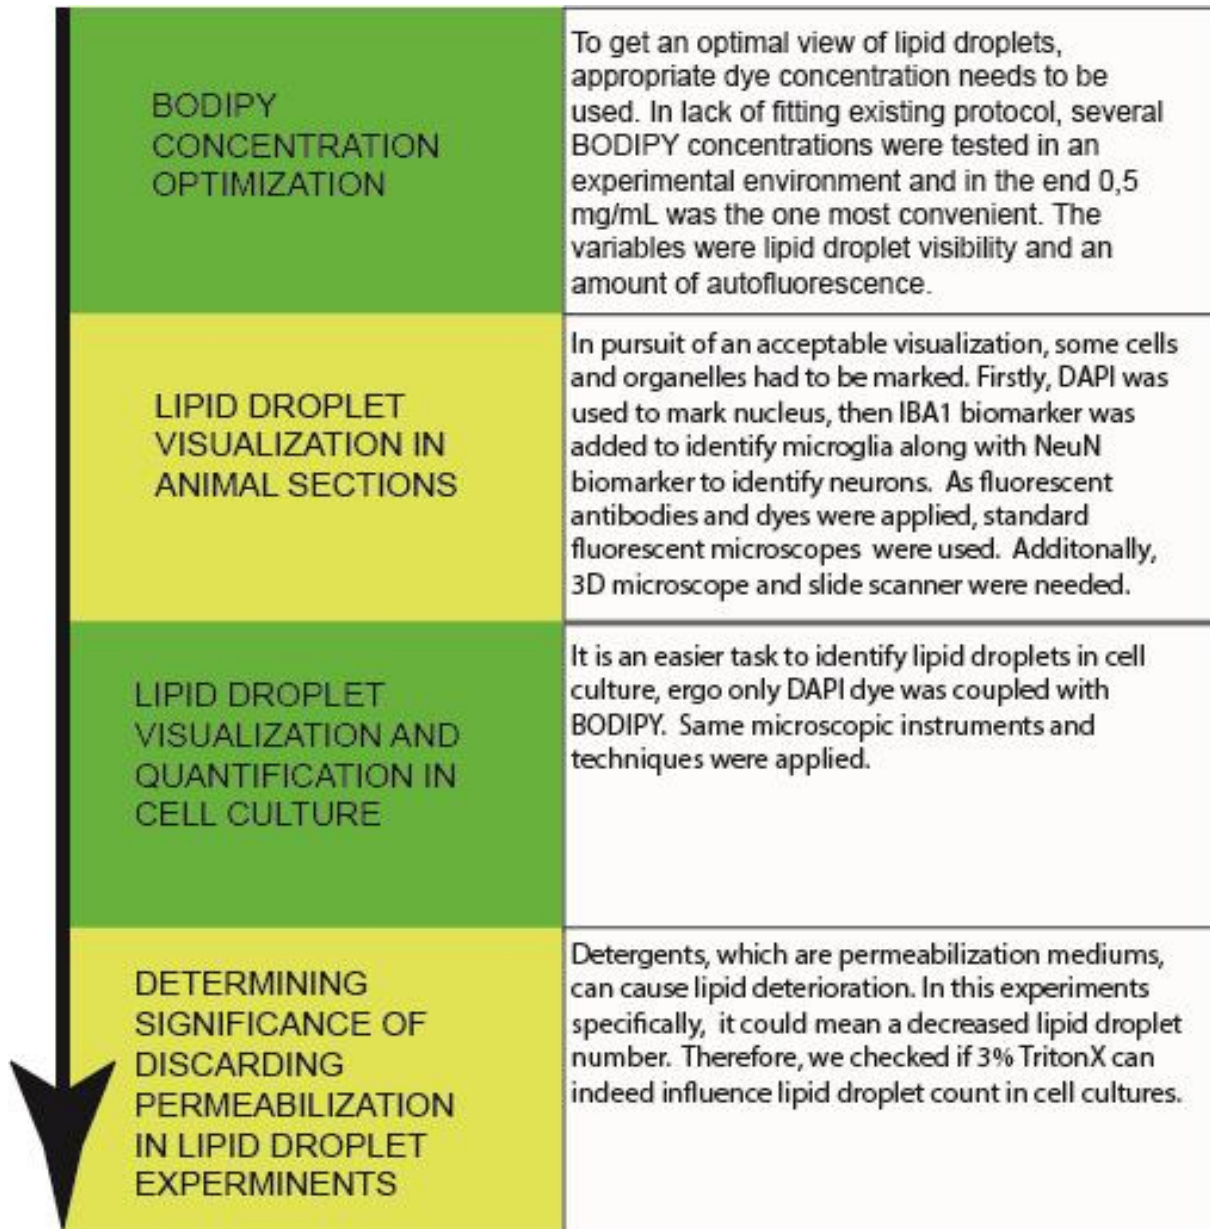 BODIPY
CONCENTRATION
OPTIMIZATION
To get an optimal view of lipid droplets,
appropriate dye concentration needs to be
used. In lack of fitting existing protocol, several
BODIPY concentrations were tested in an
experimental environment and in the end 0,5
mg/mL was the one most convenient. The
variables were lipid droplet visibility and an
amount of autofluorescence.
LIPID DROPLET
VISUALIZATION IN
ANIMAL SECTIONS
In pursuit of an acceptable visualization, some cells
and organelles had to be marked. Firstly, DAPI was
used to mark nucleus, then IBA1 biomarker was
added to identify microglia along with NeuN
biomarker to identify neurons. As fluorescent
antibodies and dyes were applied, standard
fluorescent microscopes were used. Additonally,
3D microscope and slide scanner were needed.
LIPID DROPLET
VISUALIZATION AND
QUANTIFICATION IN
CELL CULTURE
It is an easier task to identify lipid droplets in cell
culture, ergo only DAPI dye was coupled with
BODIPY. Same microscopic instruments and
techniques were applied.
DETERMINING
SIGNIFICANCE OF
DISCARDING
PERMEABILIZATION
IN LIPID DROPLET
EXPERMINENTS
Detergents, which are permeabilization mediums,
can cause lipid deterioration. In this experiments
specifically, it could mean a decreased lipid droplet
number. Therefore, we checked if 3% TritonX can
indeed influence lipid droplet count in cell cultures.